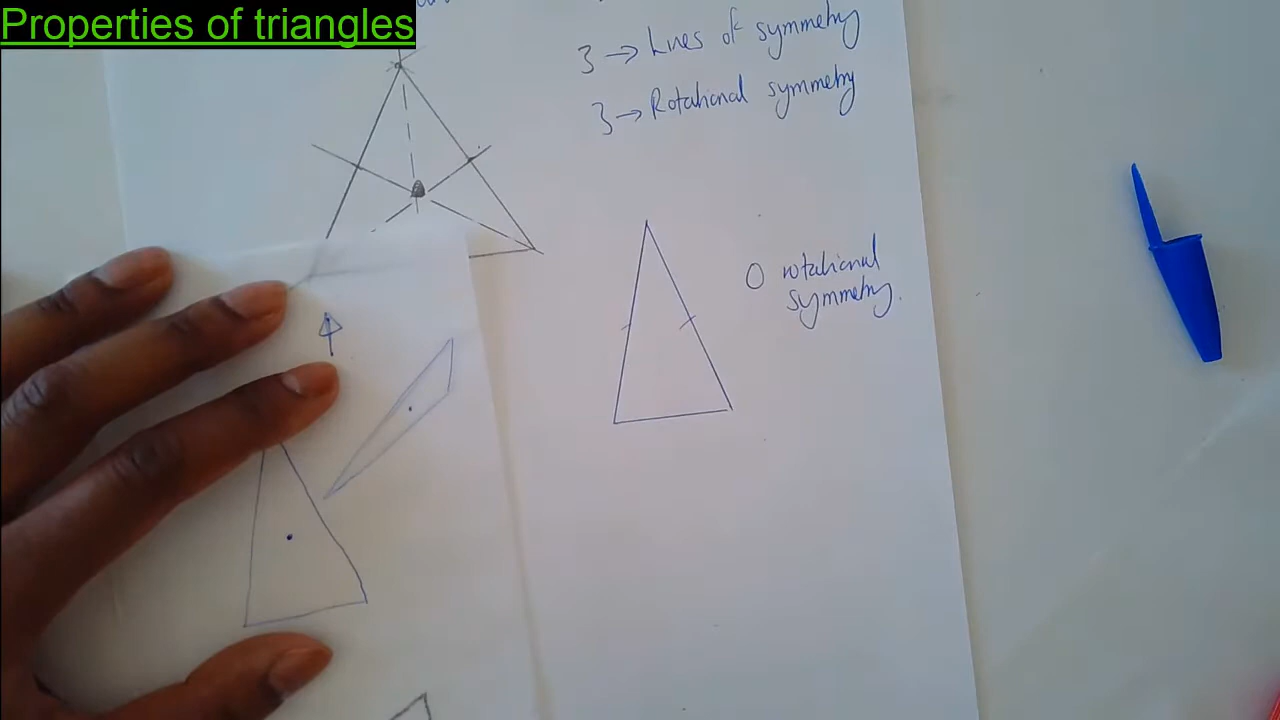 Properties of triangles
3 → Lines of symmetry
3 → Rotational symmetry
0 rotational
symmetry.